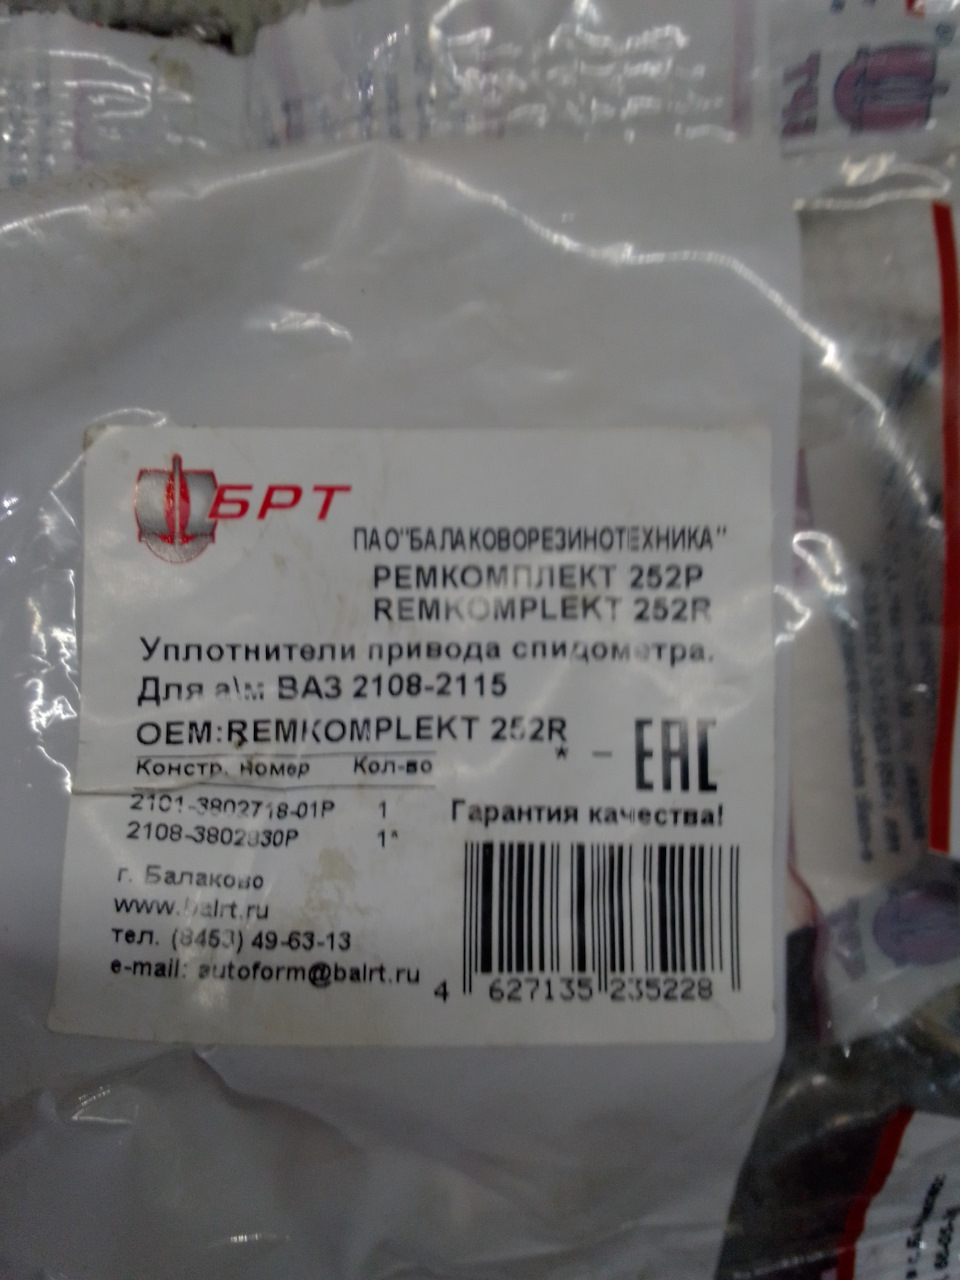 БРТ
ПАО"БАЛАКОВОРЕЗИНОТЕХНИКА"
РЕМКОМПЛЕКТ 252Р
REMKOMPLEKT 252R
Уплотнители привода спидометра.
Для а\м ВАЗ 2108-2115
OEM:REMKOMPLEKT 252R
* – EAC
Констр. номер Кол-во
2101-3802718-01Р 1
Гарантия качества!
2108-3802830Р 1*
г. Балаково
www.balrt.ru
тел. (8453) 49-63-13
e-mail: autoform@balrt.ru
4 627135 235228